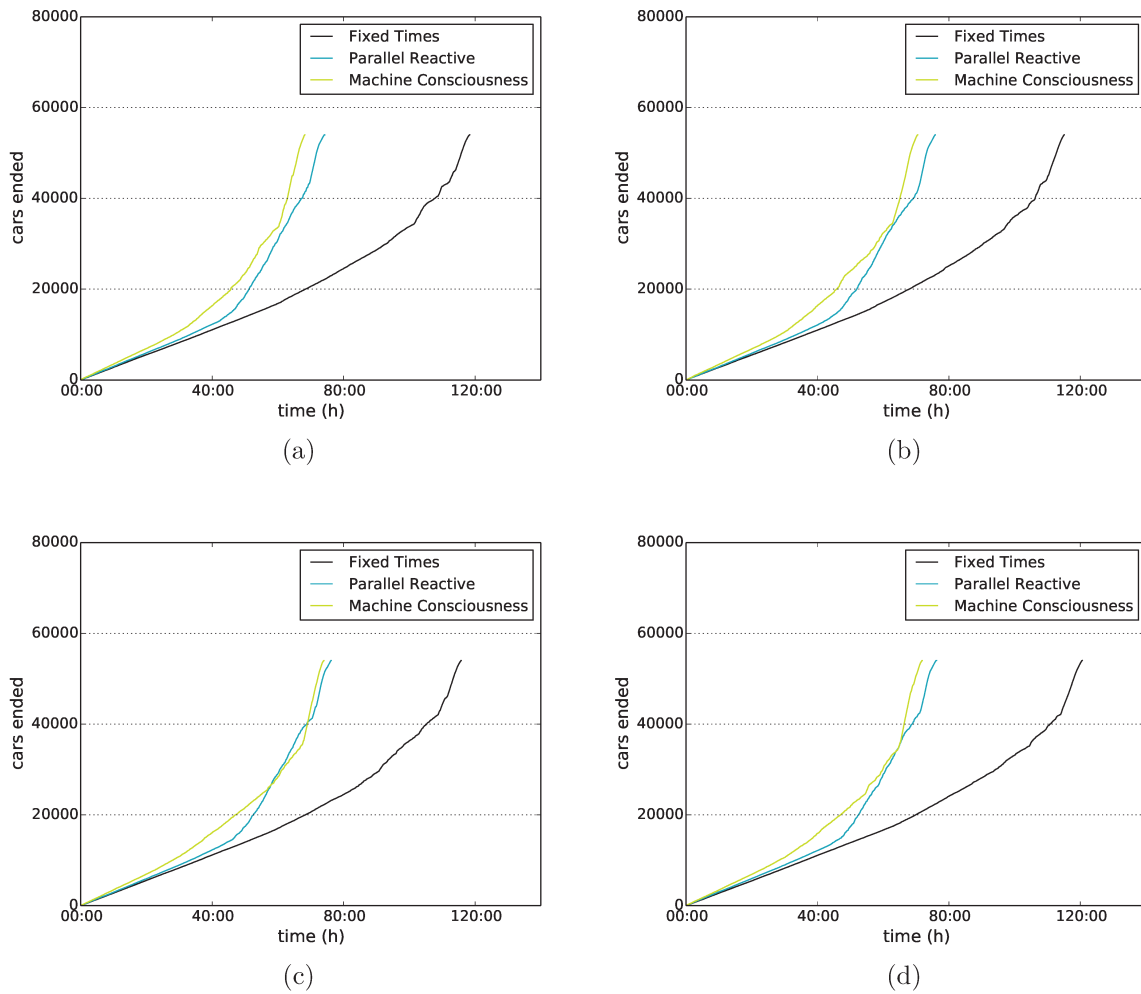 80000
60000
40000
20000
0
cars ended
Fixed Times
Parallel Reactive
Machine Consciousness
00:00 40:00 80:00 120:00
time (h)
(a)
80000
60000
40000
20000
0
cars ended
Fixed Times
Parallel Reactive
Machine Consciousness
00:00 40:00 80:00 120:00
time (h)
(b)
80000
60000
40000
20000
0
cars ended
Fixed Times
Parallel Reactive
Machine Consciousness
00:00 40:00 80:00 120:00
time (h)
(c)
80000
60000
40000
20000
0
cars ended
Fixed Times
Parallel Reactive
Machine Consciousness
00:00 40:00 80:00 120:00
time (h)
(d)